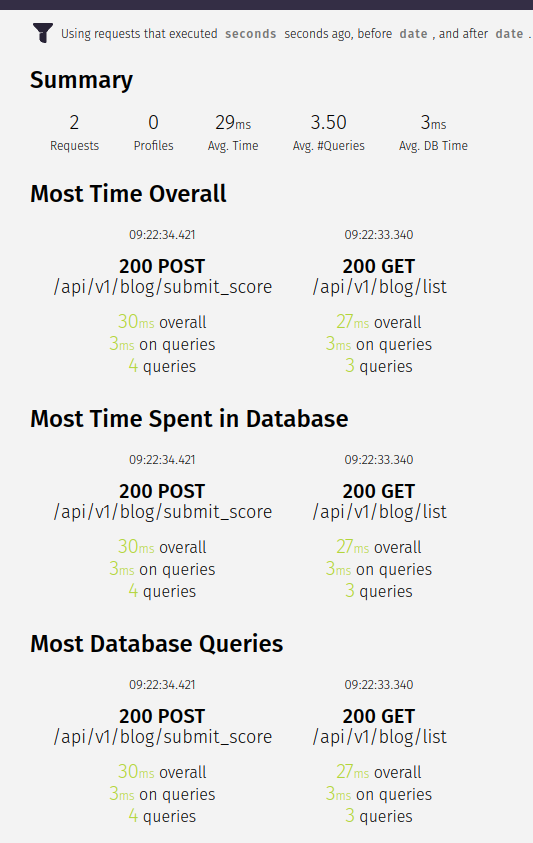 Using requests that executed seconds seconds ago, before date , and after date .
Summary
2 0 29ms 3.50 3ms
Requests Profiles Avg. Time Avg. #Queries Avg. DB Time
Most Time Overall
09:22:34.421 09:22:33.340
200 POST 200 GET
/api/v1/blog/submit_score /api/v1/blog/list
30ms overall 27ms overall
3ms on queries 3ms on queries
4 queries 3 queries
Most Time Spent in Database
09:22:34.421 09:22:33.340
200 POST 200 GET
/api/v1/blog/submit_score /api/v1/blog/list
30ms overall 27ms overall
3ms on queries 3ms on queries
4 queries 3 queries
Most Database Queries
09:22:34.421 09:22:33.340
200 POST 200 GET
/api/v1/blog/submit_score /api/v1/blog/list
30ms overall 27ms overall
3ms on queries 3ms on queries
4 queries 3 queries